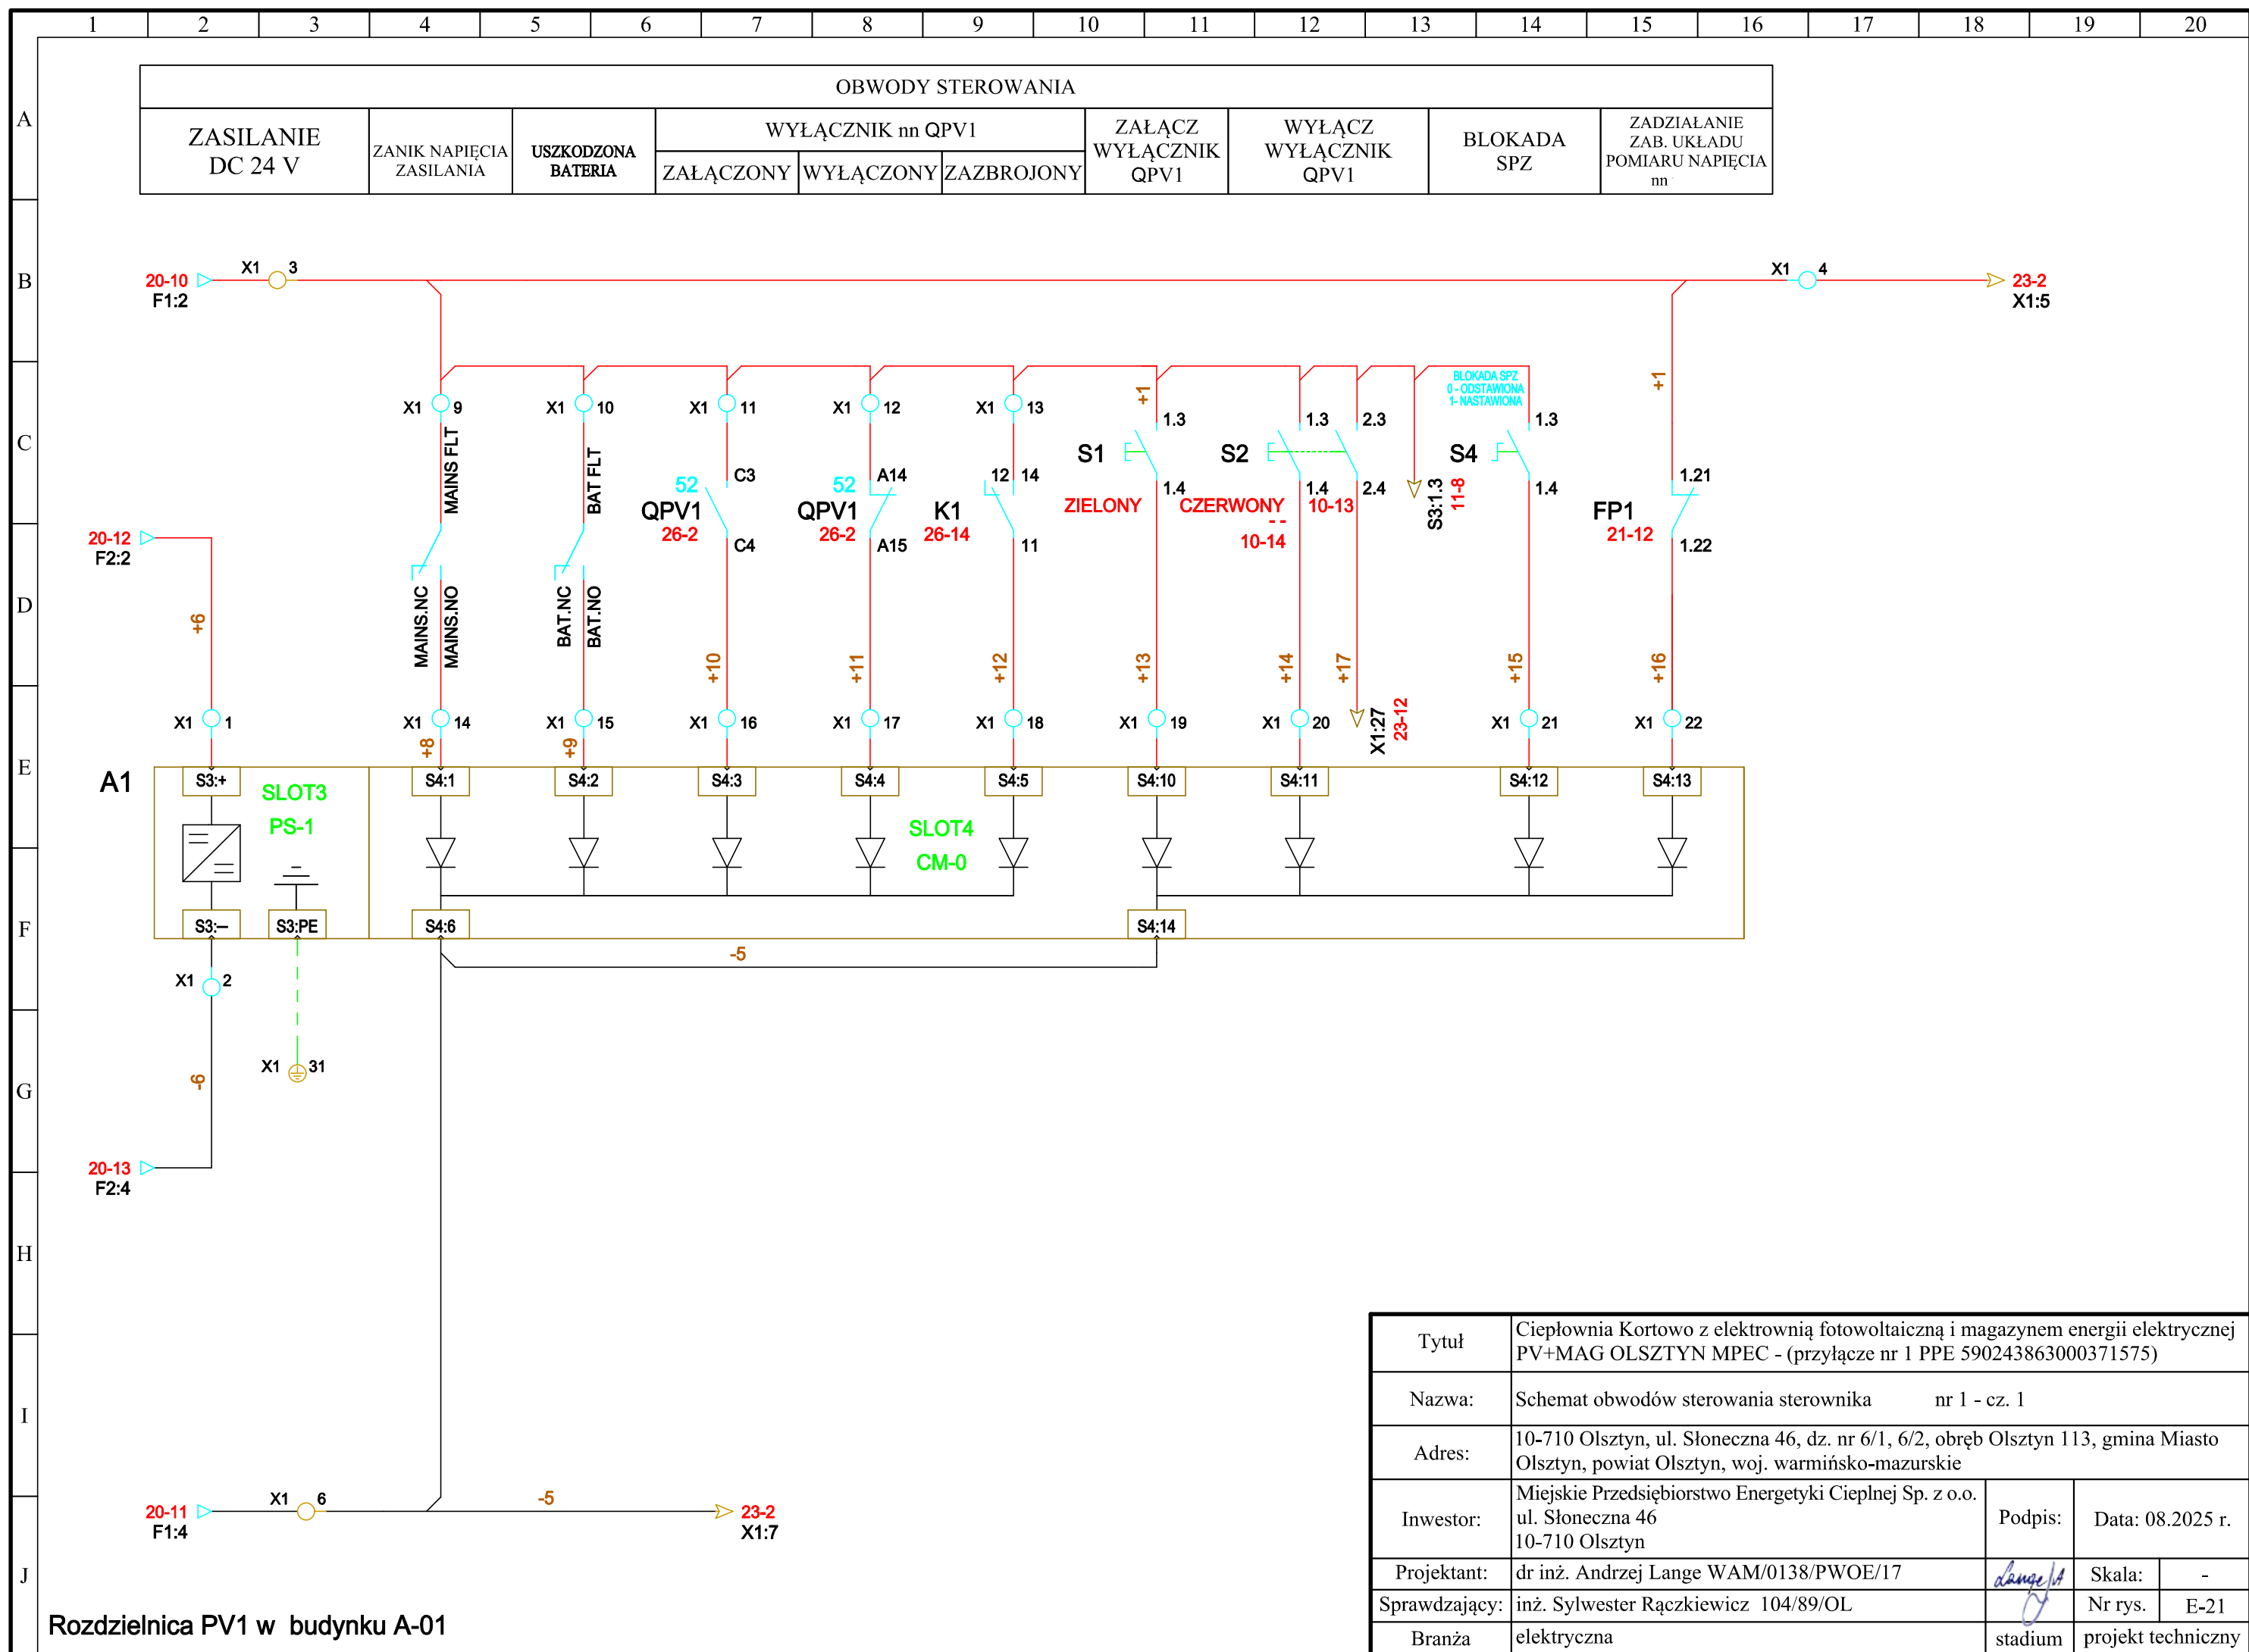 1 2 3 4 5 6 7 8 9 10 11 12 13 14 15 16 17 18 19 20
A
B
C
D
E
F
G
H
I
J
OBWODY STEROWANIA
ZASILANIE
DC 24 V
ZANIK NAPIĘCIA
ZASILANIA
USZKODZONA
BATERIA
WYŁĄCZNIK nn QPV1
ZAŁĄCZONY
WYŁĄCZONY
ZAZBROJONY
ZAŁĄCZ
WYŁĄCZNIK
QPV1
WYŁĄCZ
WYŁĄCZNIK
QPV1
BLOKADA
SPZ
ZADZIAŁANIE
ZAB. UKŁADU
POMIARU NAPIĘCIA
nn
20-10
F1:2
X1 3
X1 4
23-2
X1:5
X1 9
X1 10
X1 11
X1 12
X1 13
+1
BLOKADA SPZ
0 - ODSTAWIONA
1- NASTAWIONA
+1
MAINS FLT
BAT FLT
C3
52
QPV1
26-2
C4
A14
52
QPV1
26-2
A15
12 14
K1
26-14
11
1.3
S1
1.4
ZIELONY
1.3 2.3
S2
1.4 2.4
CZERWONY
10-13
- -
10-14
S3:1.3
11-8
1.3
S4
1.4
1.21
FP1
21-12
1.22
20-12
F2:2
+6
MAINS.NC
MAINS.NO
BAT.NC
BAT.NO
+10
+11
+12
+13
+14
+17
+15
+16
X1 1
X1 14
X1 15
X1 16
X1 17
X1 18
X1 19
X1 20
X1:27
23-12
X1 21
X1 22
+8
+9
A1
S3:+
S4:1
S4:2
S4:3
S4:4
S4:5
S4:10
S4:11
S4:12
S4:13
SLOT3
PS-1
SLOT4
CM-0
S3:–
S3:PE
S4:6
S4:14
-5
X1 2
X1 31
-6
20-13
F2:4
20-11
F1:4
X1 6
-5
23-2
X1:7
Rozdzielnica PV1 w budynku A-01
Tytuł
Ciepłownia Kortowo z elektrownią fotowoltaiczną i magazynem energii elektrycznej
PV+MAG OLSZTYN MPEC - (przyłącze nr 1 PPE 590243863000371575)
Nazwa:
Schemat obwodów sterowania sterownika nr 1 - cz. 1
Adres:
10-710 Olsztyn, ul. Słoneczna 46, dz. nr 6/1, 6/2, obręb Olsztyn 113, gmina Miasto
Olsztyn, powiat Olsztyn, woj. warmińsko-mazurskie
Inwestor:
Miejskie Przedsiębiorstwo Energetyki Cieplnej Sp. z o.o.
ul. Słoneczna 46
10-710 Olsztyn
Podpis:
Data: 08.2025 r.
Projektant:
dr inż. Andrzej Lange WAM/0138/PWOE/17
Lange/A
Skala:
-
Sprawdzający:
inż. Sylwester Rączkiewicz 104/89/OL
Nr rys.
E-21
Branża
elektryczna
stadium
projekt techniczny